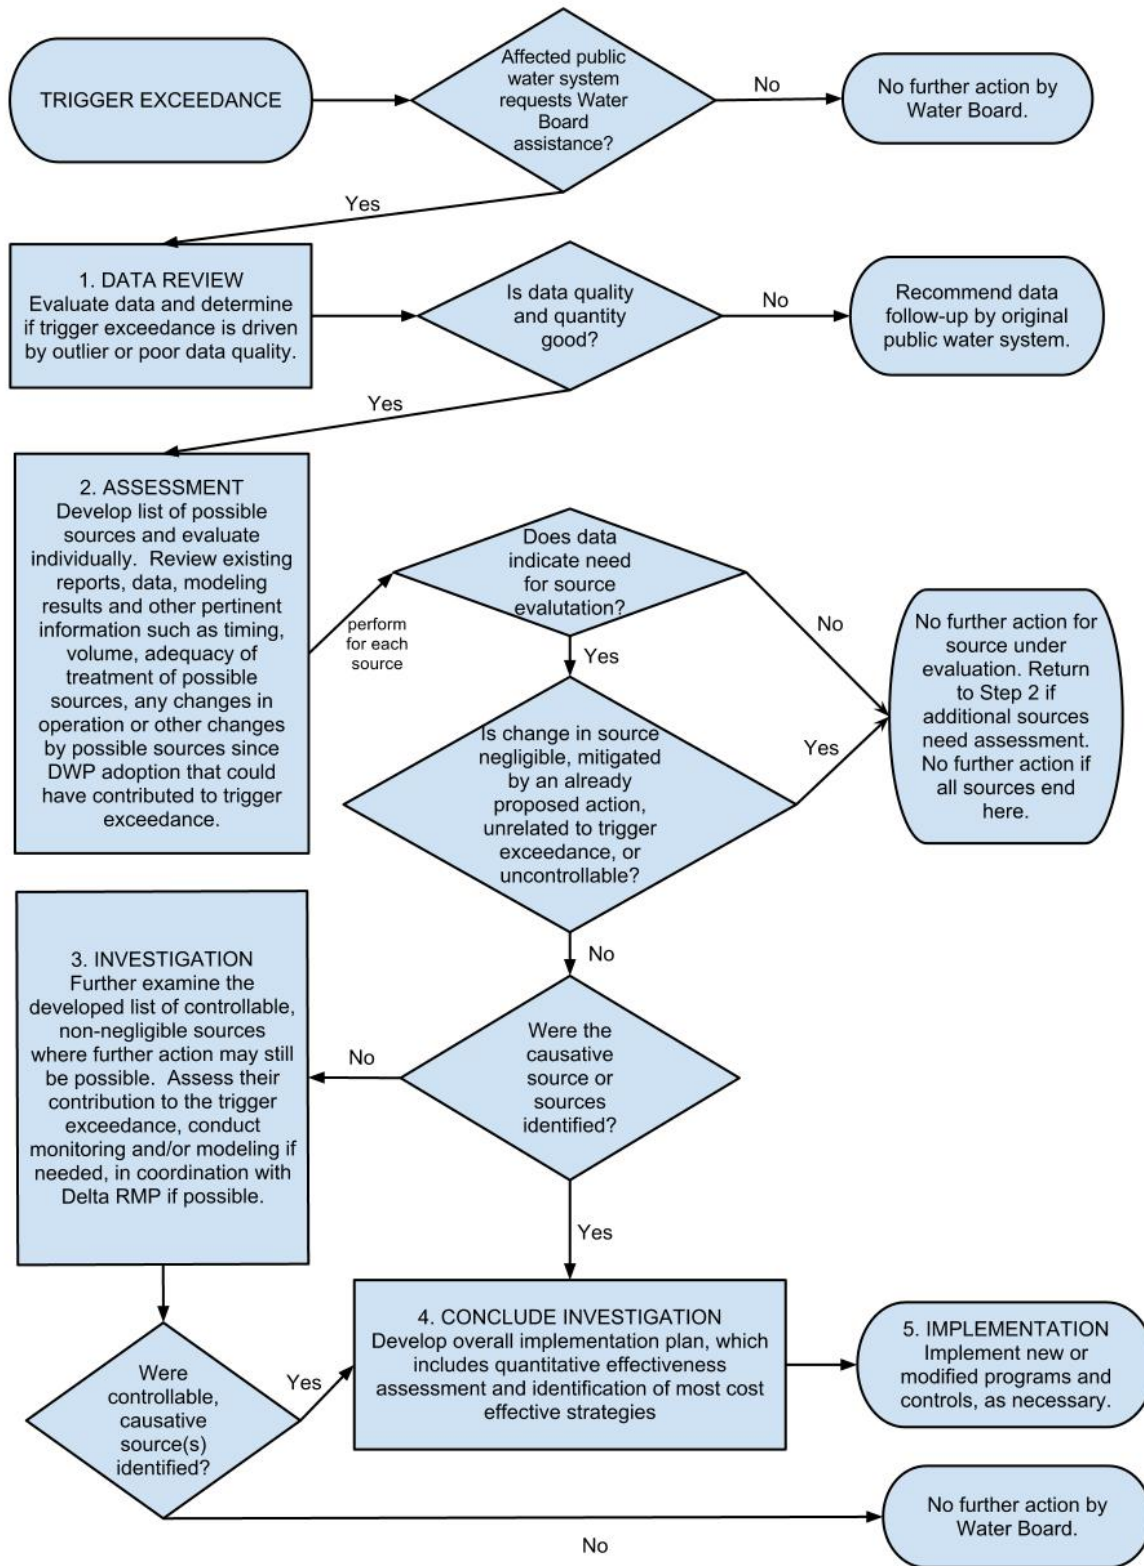 TRIGGER EXCEEDANCE
Affected public
water system
requests Water
Board
assistance?
No
No further action by
Water Board.
Yes
1. DATA REVIEW
Evaluate data and determine
if trigger exceedance is driven
by outlier or poor data quality.
Is data quality
and quantity
good?
No
Recommend data
follow-up by original
public water system.
Yes
2. ASSESSMENT
Develop list of possible
sources and evaluate
individually. Review existing
reports, data, modeling
results and other pertinent
information such as timing,
volume, adequacy of
treatment of possible
sources, any changes in
operation or other changes
by possible sources since
DWP adoption that could
have contributed to trigger
exceedance.
perform
for each
source
Does data
indicate need
for source
evalutation?
No
Yes
Is change in source
negligible, mitigated
by an already
proposed action,
unrelated to trigger
exceedance, or
uncontrollable?
Yes
No further action for
source under
evaluation. Return
to Step 2 if
additional sources
need assessment.
No further action if
all sources end
here.
No
Were the
causative
source or
sources
identified?
No
3. INVESTIGATION
Further examine the
developed list of controllable,
non-negligible sources
where further action may still
be possible. Assess their
contribution to the trigger
exceedance, conduct
monitoring and/or modeling if
needed, in coordination with
Delta RMP if possible.
Yes
Were
controllable,
causative
source(s)
identified?
Yes
4. CONCLUDE INVESTIGATION
Develop overall implementation plan, which
includes quantitative effectiveness
assessment and identification of most cost
effective strategies
5. IMPLEMENTATION
Implement new or
modified programs and
controls, as necessary.
No
No further action by
Water Board.